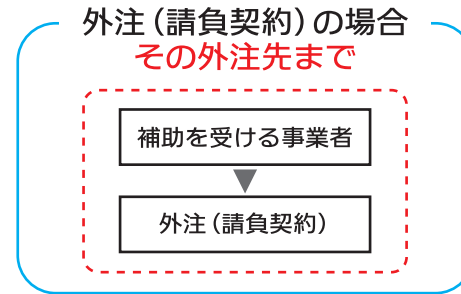 外注（請負契約）の場合
その外注先まで
補助を受ける事業者
外注（請負契約）